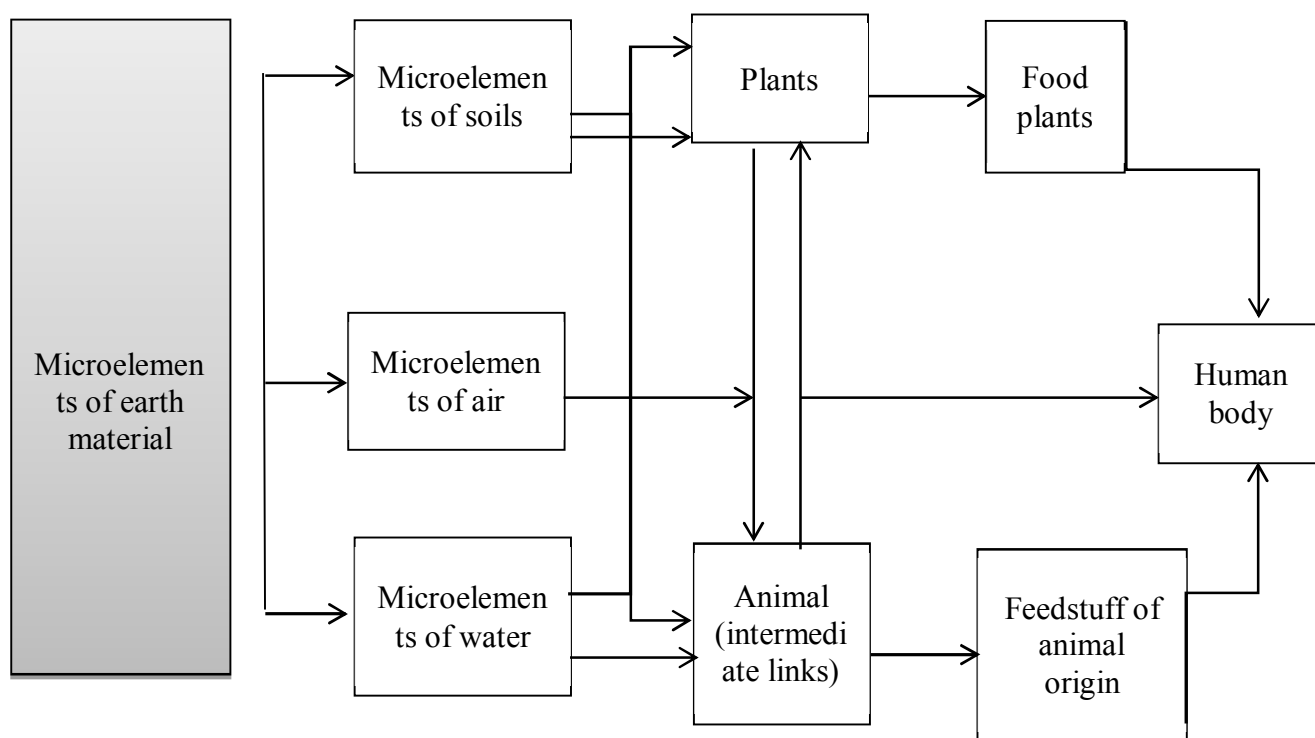 Microelemen
ts of earth
material
Microelemen
ts of soils
Microelemen
ts of air
Microelemen
ts of water
Plants
Animal
(intermedi
ate links)
Food
plants
Feedstuff of
animal
origin
Human
body